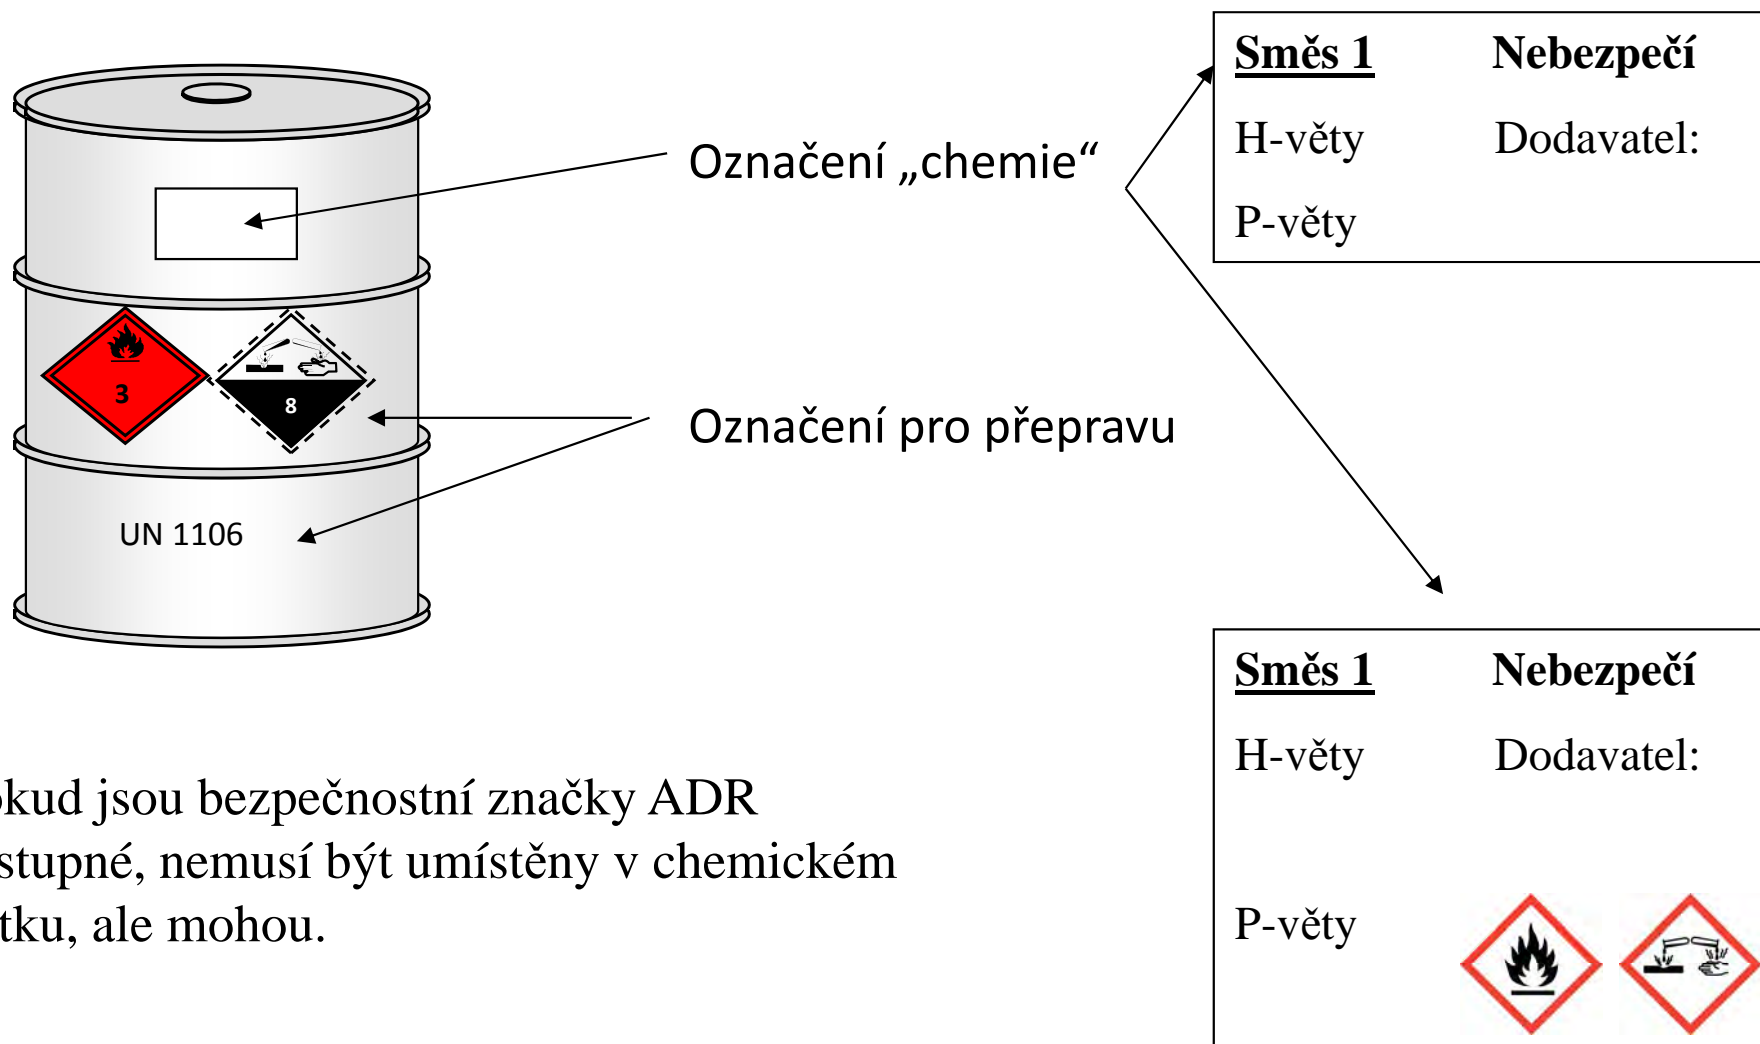 Směs 1 Nebezpečí
H-věty Dodavatel:
P-věty
Označení „chemie“
3
8
Označení pro přepravu
UN 1106
Směs 1 Nebezpečí
H-věty Dodavatel:
P-věty
okud jsou bezpečnostní značky ADR
stupné, nemusí být umístěny v chemickém
tku, ale mohou.